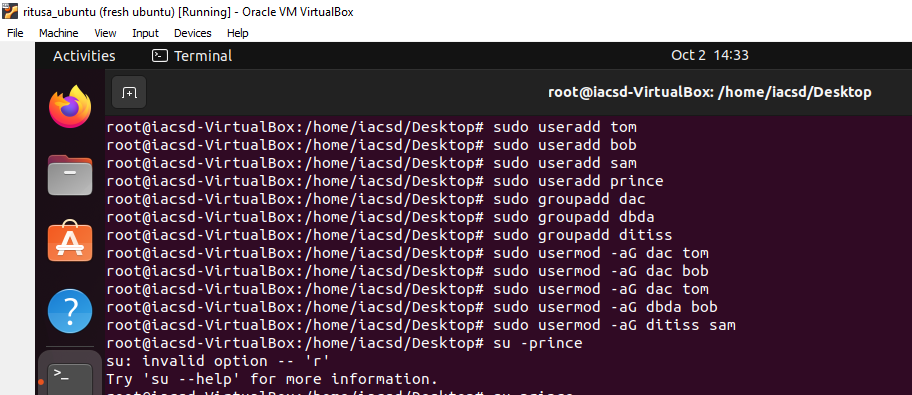 ritusa_ubuntu (fresh ubuntu) [Running] - Oracle VM VirtualBox
File Machine View Input Devices Help
Activities Terminal Oct 2 14:33
root@iacsd-VirtualBox: /home/iacsd/Desktop
root@iacsd-VirtualBox:/home/iacsd/Desktop# sudo useradd tom
root@iacsd-VirtualBox:/home/iacsd/Desktop# sudo useradd bob
root@iacsd-VirtualBox:/home/iacsd/Desktop# sudo useradd sam
root@iacsd-VirtualBox:/home/iacsd/Desktop# sudo useradd prince
root@iacsd-VirtualBox:/home/iacsd/Desktop# sudo groupadd dac
root@iacsd-VirtualBox:/home/iacsd/Desktop# sudo groupadd dbda
root@iacsd-VirtualBox:/home/iacsd/Desktop# sudo groupadd ditiss
root@iacsd-VirtualBox:/home/iacsd/Desktop# sudo usermod -aG dac tom
root@iacsd-VirtualBox:/home/iacsd/Desktop# sudo usermod -aG dac bob
root@iacsd-VirtualBox:/home/iacsd/Desktop# sudo usermod -aG dac tom
root@iacsd-VirtualBox:/home/iacsd/Desktop# sudo usermod -aG dbda bob
root@iacsd-VirtualBox:/home/iacsd/Desktop# sudo usermod -aG ditiss sam
root@iacsd-VirtualBox:/home/iacsd/Desktop# su -prince
su: invalid option -- 'r'
Try 'su --help' for more information.